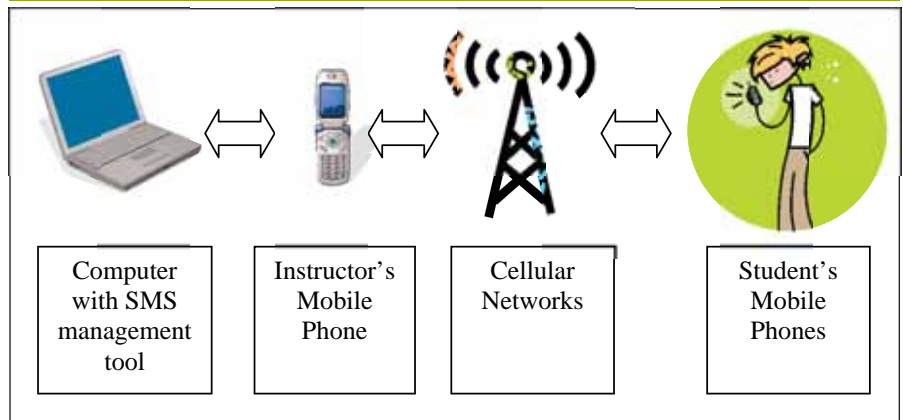 Computer
with SMS
management
tool
Instructor’s
Mobile
Phone
Cellular
Networks
Student’s
Mobile
Phones